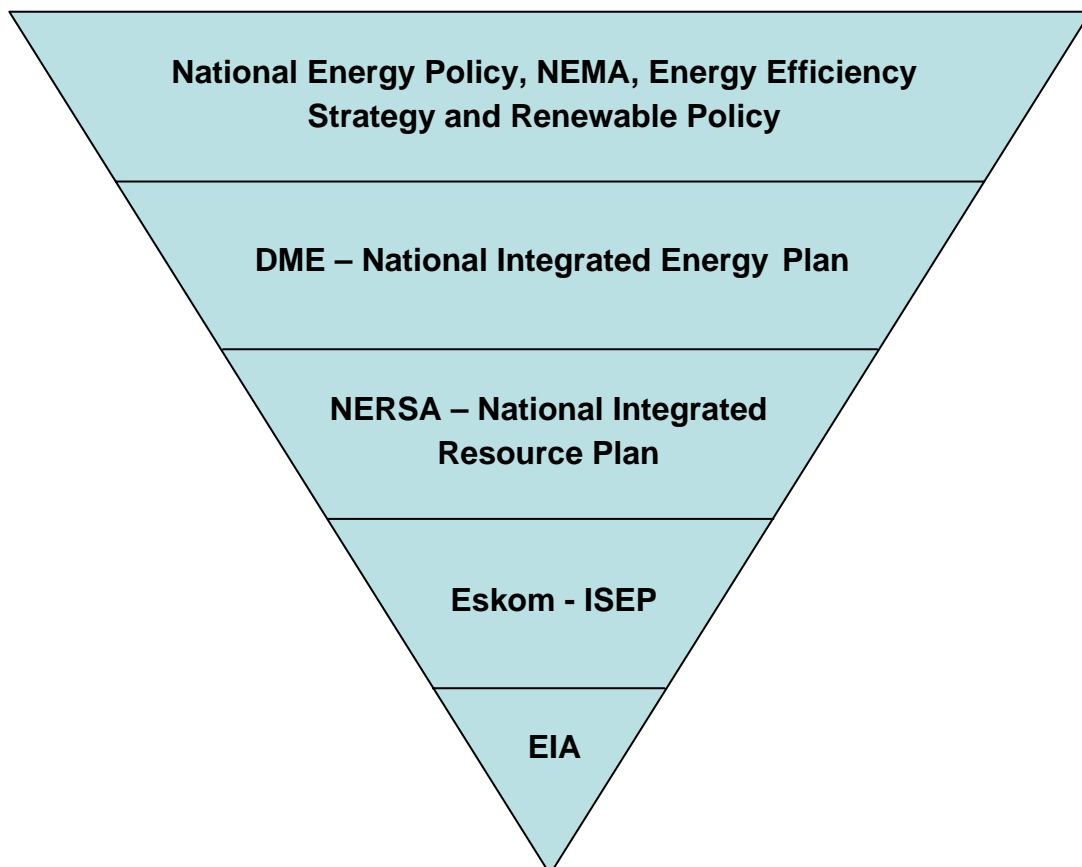 National Energy Policy, NEMA, Energy Efficiency
Strategy and Renewable Policy
DME – National Integrated Energy Plan
NERSA – National Integrated
Resource Plan
Eskom - ISEP
EIA